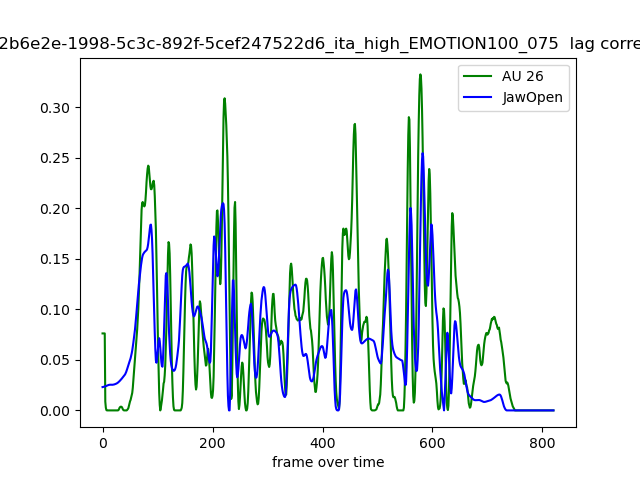 2b6e2e-1998-5c3c-892f-5cef247522d6_ita_high_EMOTION100_075 lag corre
AU 26
JawOpen
0.30
0.25
0.20
0.15
0.10
0.05
0.00
0 200 400 600 800
frame over time